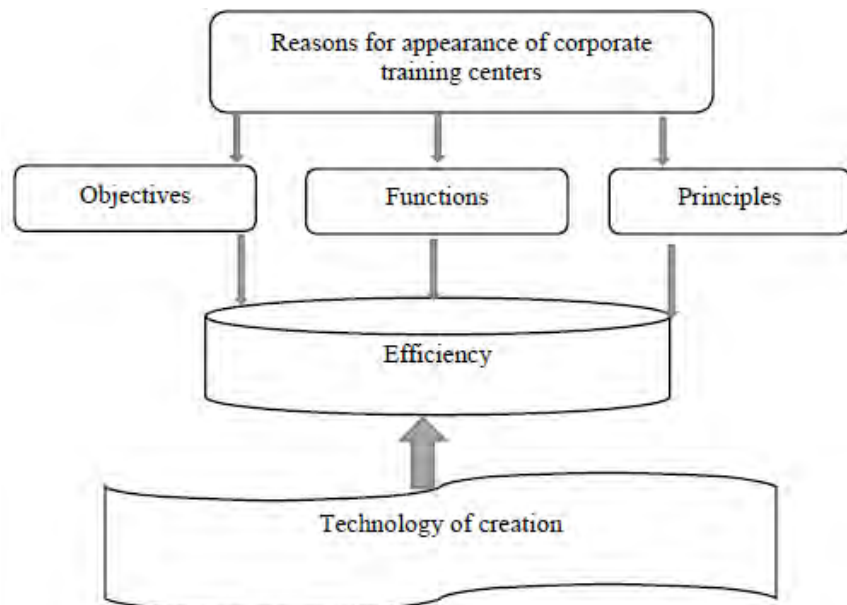 Reasons for appearance of corporate
training centers
Objectives
Functions
Principles
Efficiency
Technology of creation